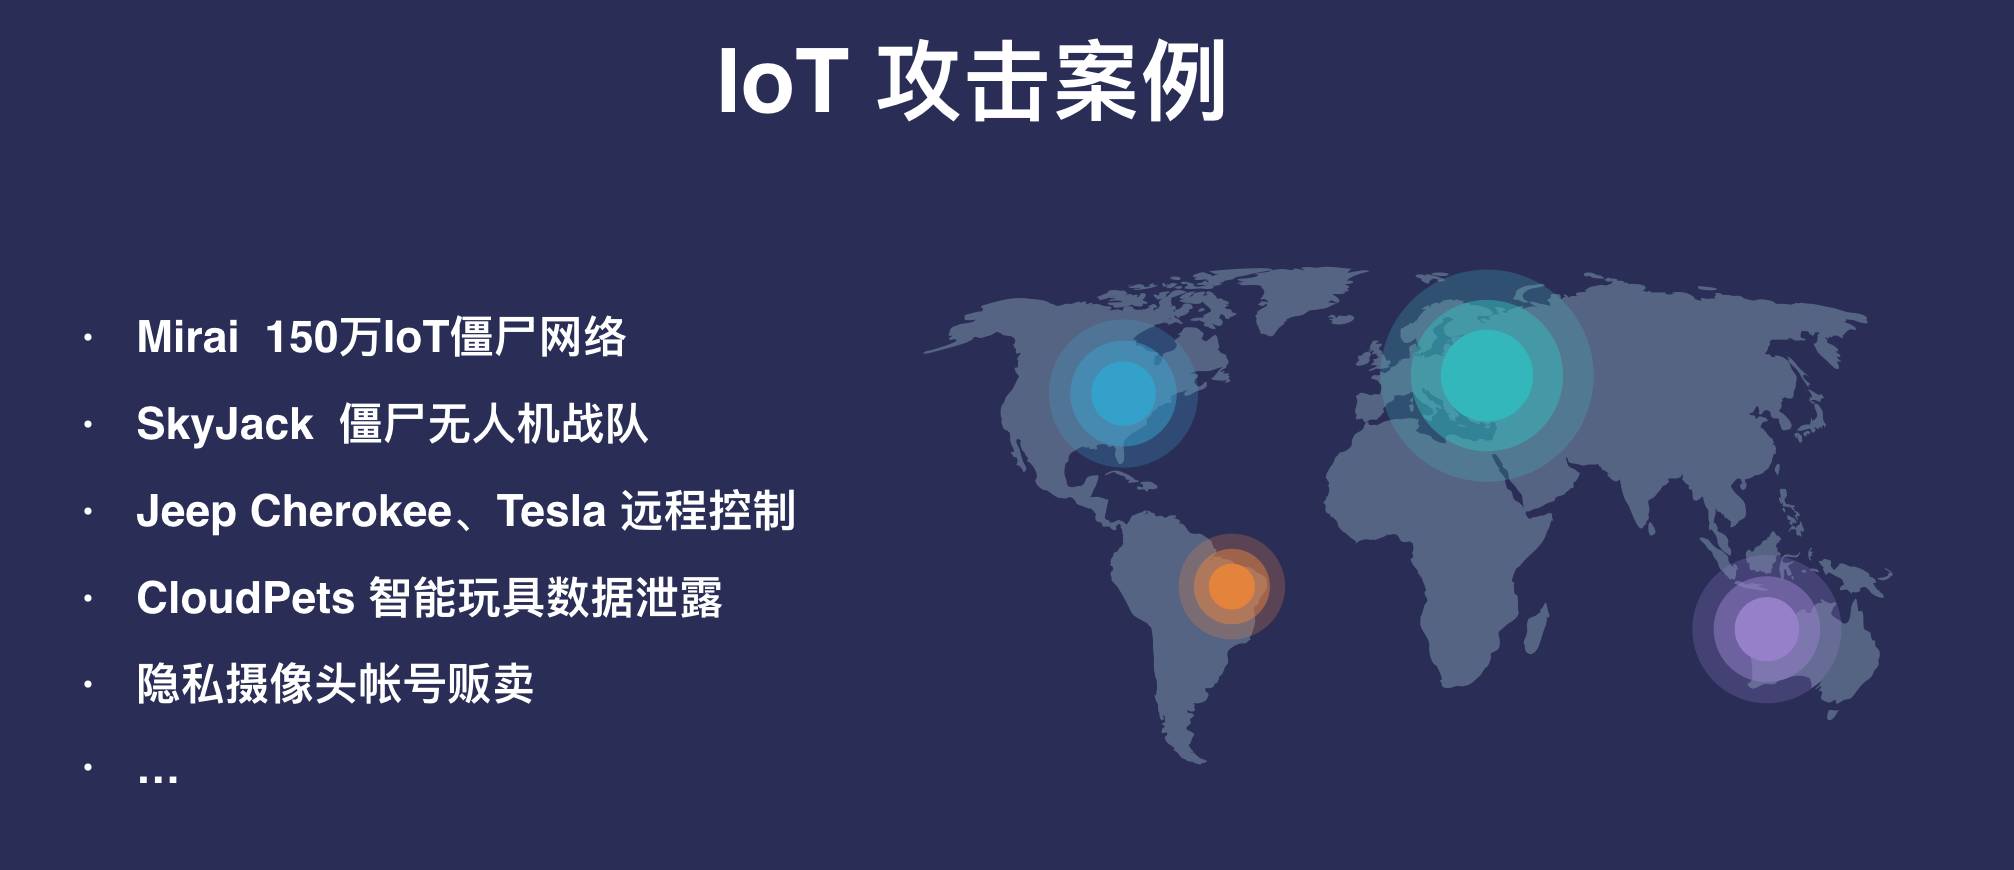 IoT 攻击案例
· Mirai 150万IoT僵尸网络
· SkyJack 僵尸无人机战队
· Jeep Cherokee、Tesla 远程控制
· CloudPets 智能玩具数据泄露
· 隐私摄像头帐号贩卖
· …